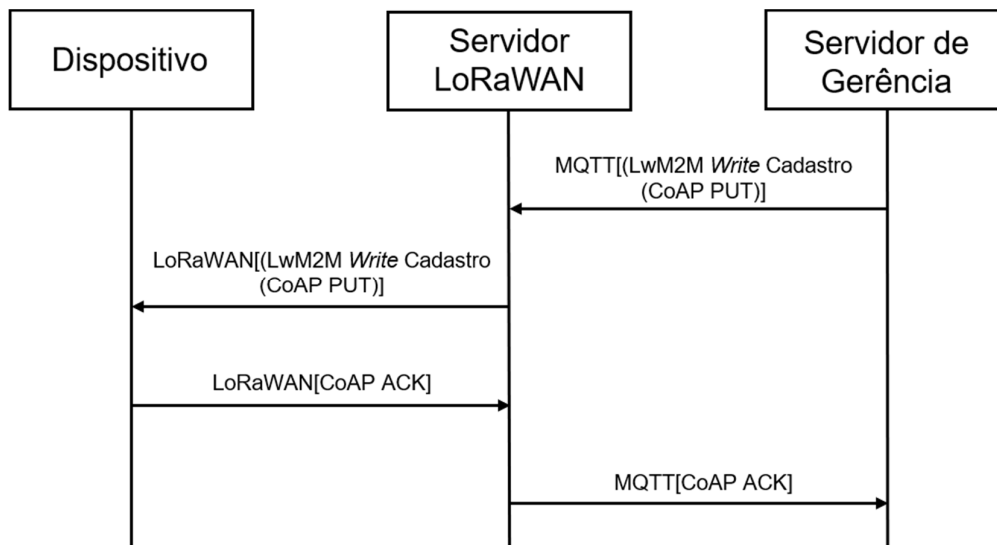 Dispositivo
Servidor
LoRaWAN
Servidor de
Gerência
MQTT[(LwM2M Write Cadastro
(CoAP PUT)]
LoRaWAN[(LwM2M Write Cadastro
(CoAP PUT)]
LoRaWAN[CoAP ACK]
MQTT[CoAP ACK]